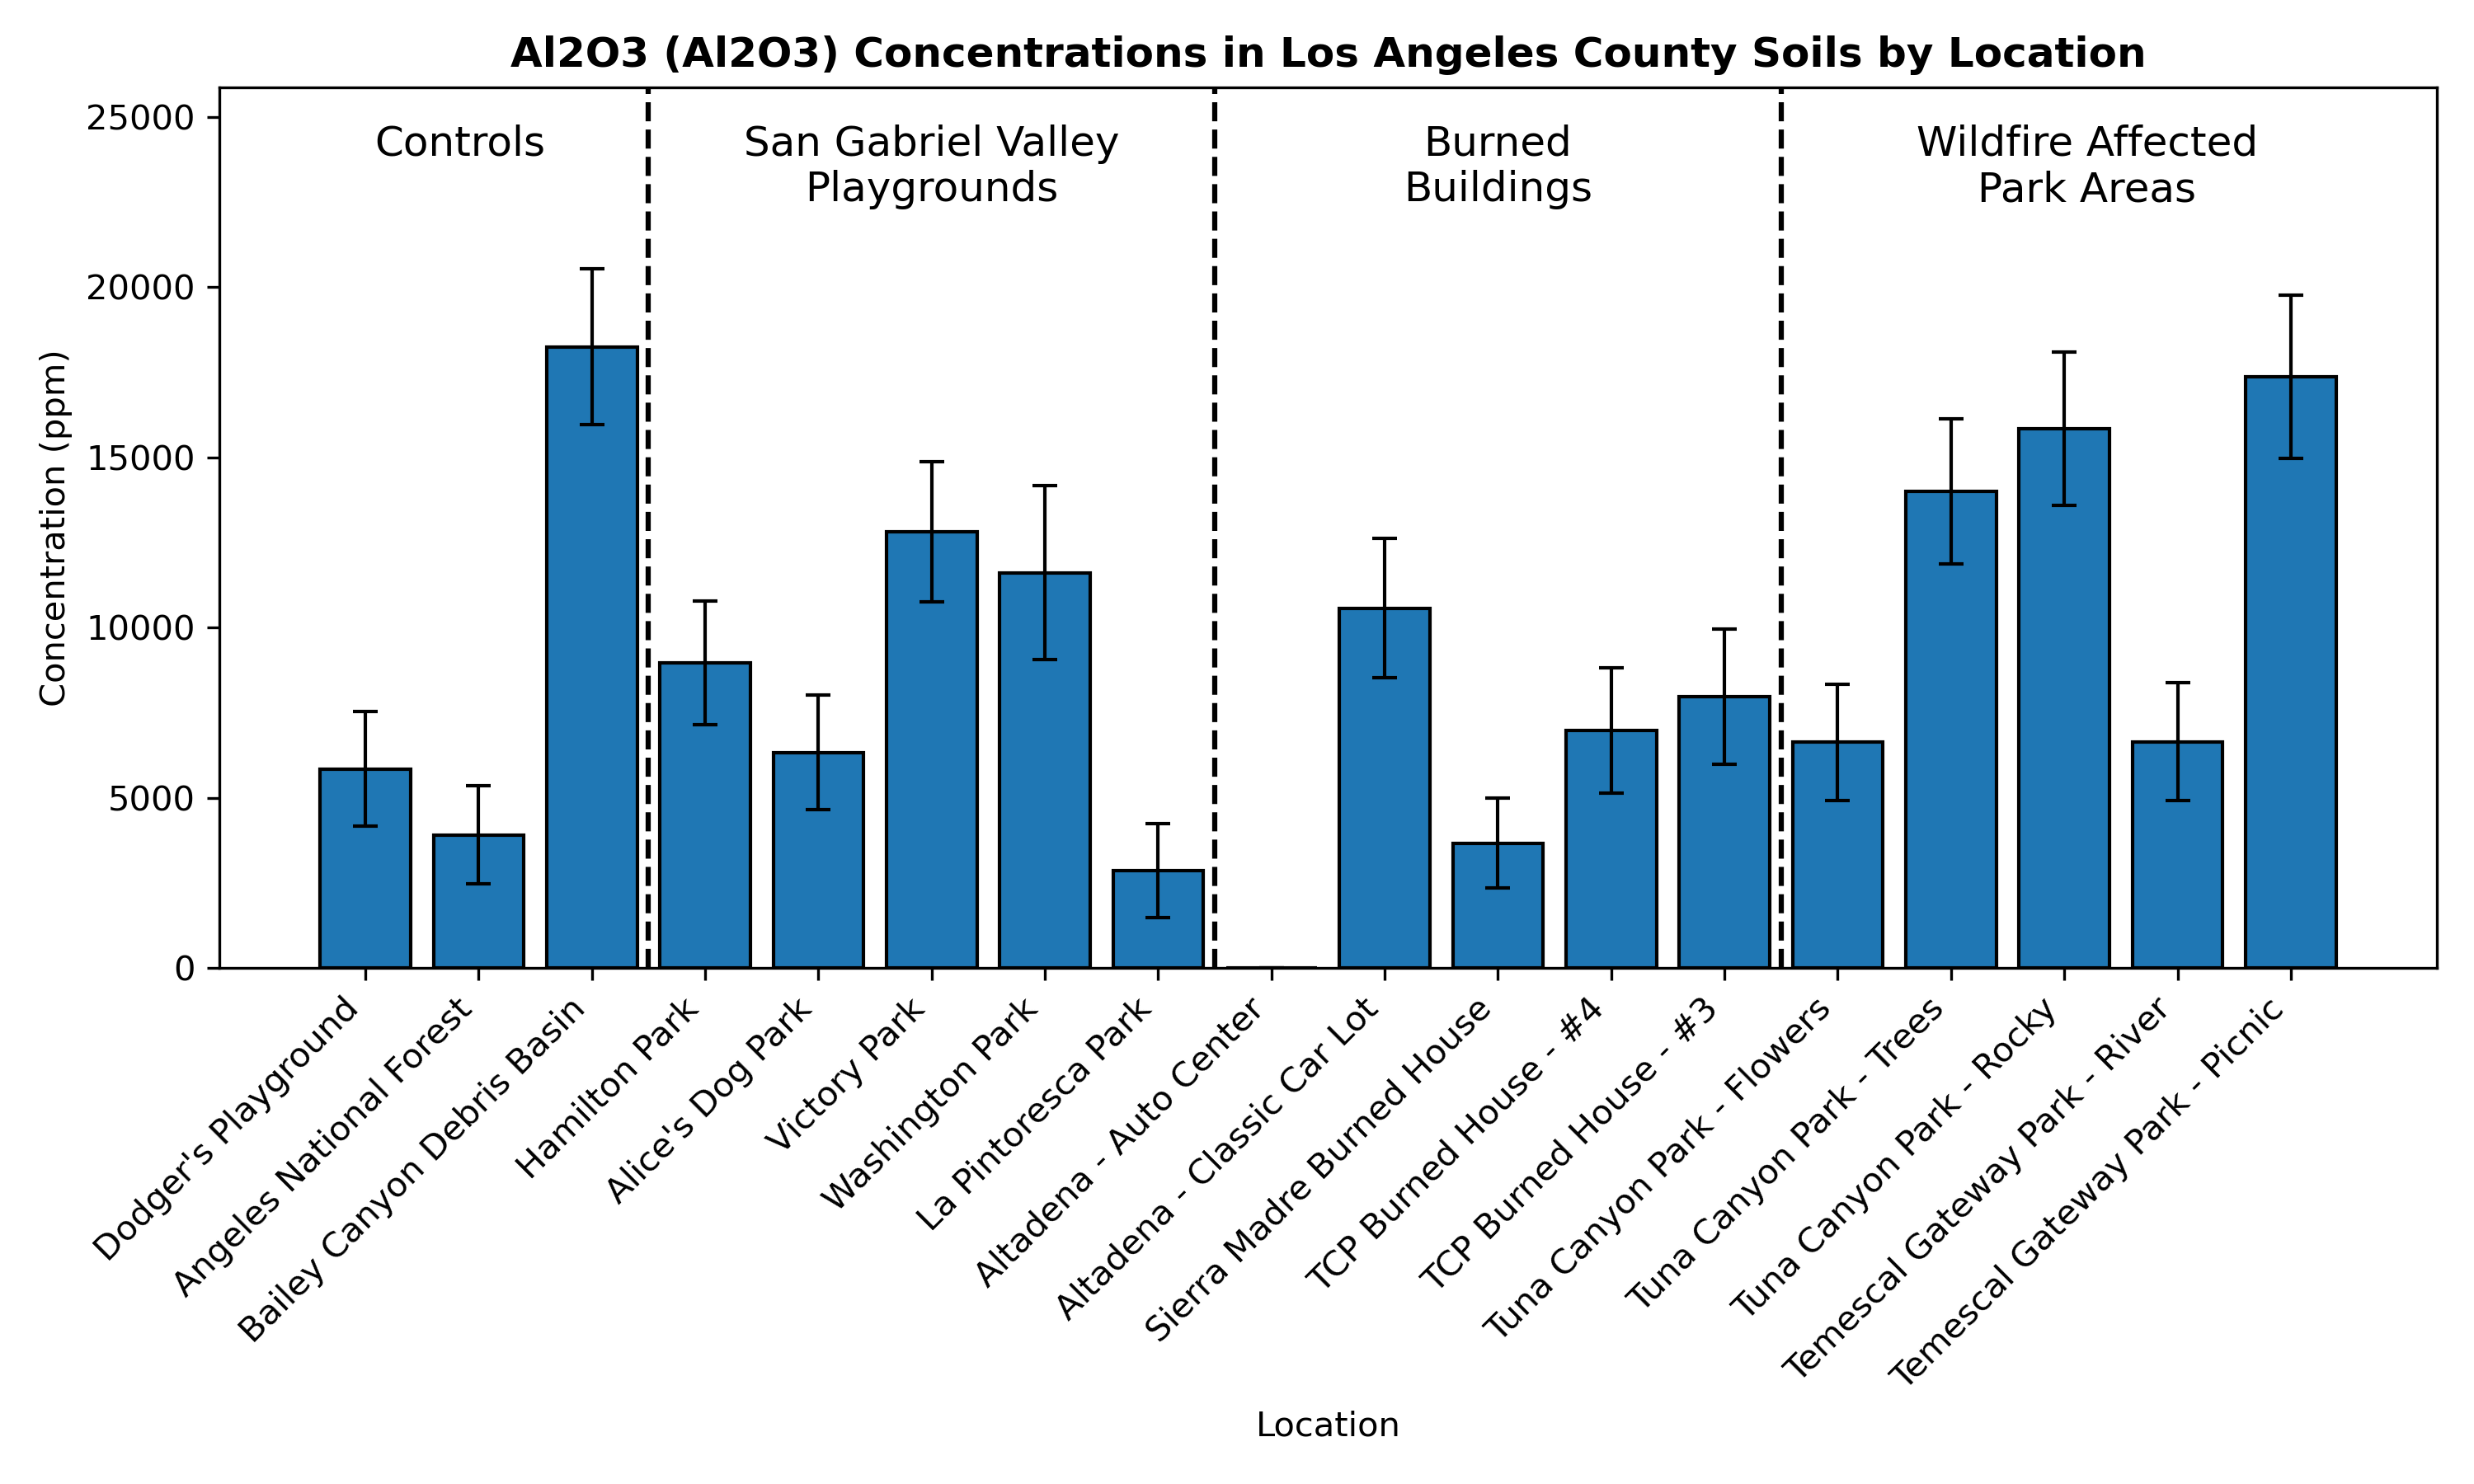 Al2O3 (Al2O3) Concentrations in Los Angeles County Soils by Location
Controls
San Gabriel Valley
Playgrounds
Burned
Buildings
Wildfire Affected
Park Areas
Concentration (ppm)
25000
20000
15000
10000
5000
0
Dodger's Playground
Angeles National Forest
Bailey Canyon Debris Basin
Hamilton Park
Alice's Dog Park
Victory Park
Washington Park
La Pintoresca Park
Altadena - Auto Center
Altadena - Classic Car Lot
Sierra Madre Burned House
TCP Burned House - #4
TCP Burned House - #3
Tuna Canyon Park - Flowers
Tuna Canyon Park - Trees
Tuna Canyon Park - Rocky
Temescal Gateway Park - River
Temescal Gateway Park - Picnic
Location